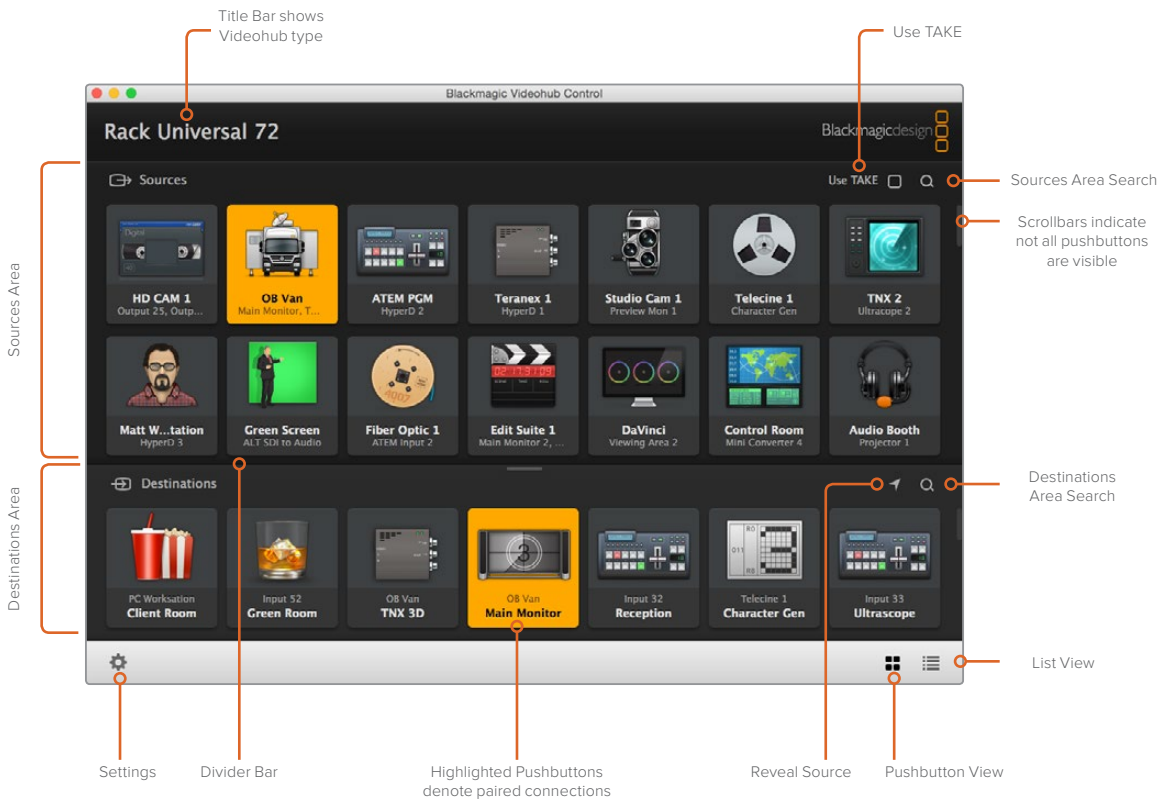 Title Bar shows
Videohub type
Use TAKE
Blackmagic Videohub Control
Rack Universal 72
Blackmagicdesign
Sources
Use TAKE
Sources Area Search
Scrollbars indicate
not all pushbuttons
are visible
Sources Area
Digital
HD CAM 1
Output 25, Outp...
OB Van
Main Monitor, T...
ATEM PGM
HyperD 2
Teranex 1
HyperD 1
Studio Cam 1
Preview Mon 1
Telecine 1
Character Gen
TNX 2
Ultrascope 2
4007
Matt W...tation
HyperD 3
Green Screen
ALT SDI to Audio
Fiber Optic 1
ATEM Input 2
Edit Suite 1
Main Monitor 2, ...
DaVinci
Viewing Area 2
Control Room
Mini Converter 4
Audio Booth
Projector 1
Destinations
Destinations
Area Search
Destinations Area
3
R0
011
R8
PC Worksation
Client Room
Input 52
Green Room
OB Van
TNX 3D
OB Van
Main Monitor
Input 32
Reception
Telecine 1
Character Gen
Input 33
Ultrascope
List View
Settings
Divider Bar
Highlighted Pushbuttons
denote paired connections
Reveal Source
Pushbutton View